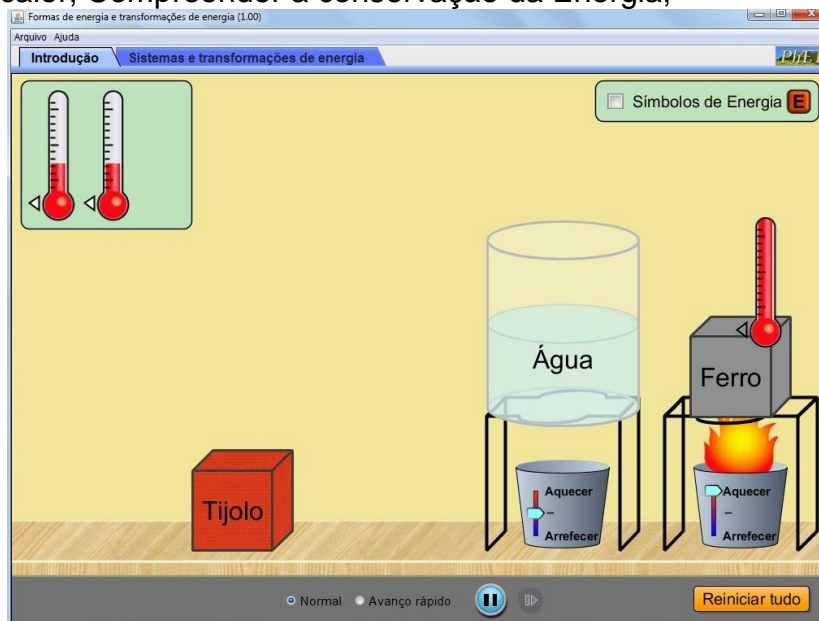 calor, Compreender a conservação da Energia;
Formas de energia e transformações de energia (1.00)
Arquivo Ajuda
Introdução Sistemas e transformações de energia
PhET
Símbolos de Energia E
Água
Ferro
Tijolo
Aquecer
–
Arrefecer
Aquecer
–
Arrefecer
Normal Avanço rápido
Reiniciar tudo